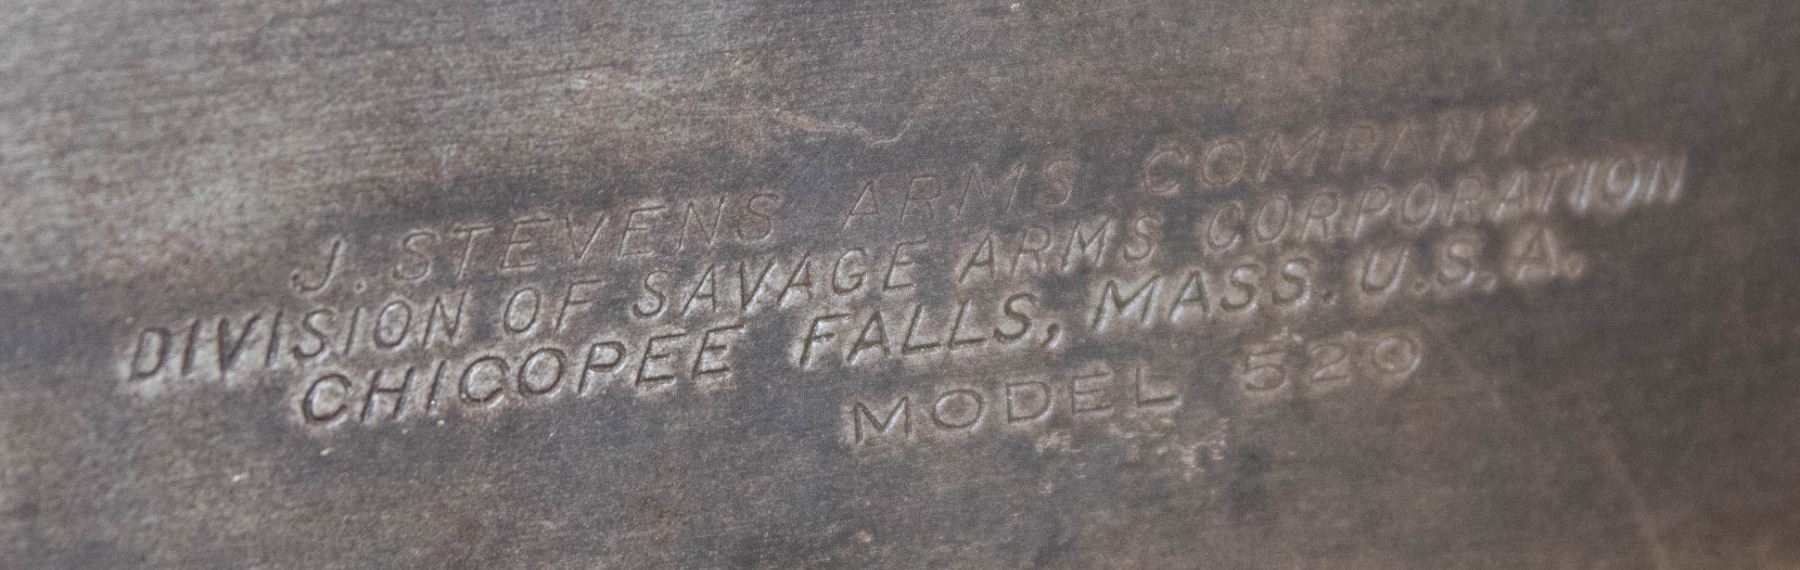 J. STEVENS ARMS COMPANY
DIVISION OF SAVAGE ARMS CORPORATION
CHICOPEE FALLS, MASS. U.S.A.
MODEL 520